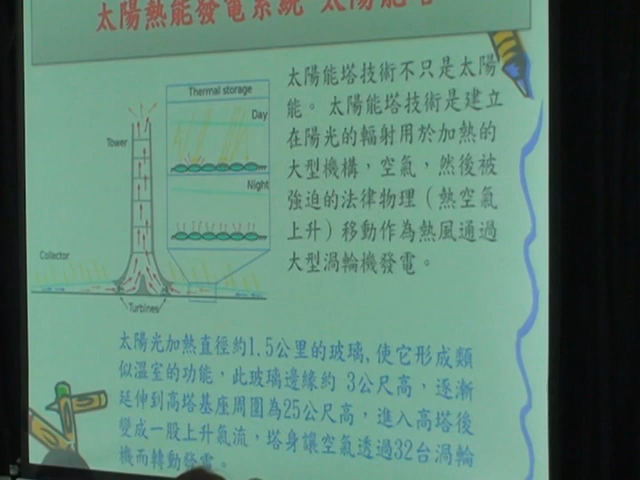 太陽熱能發電系統 太陽能塔
Thermal storage
Day
Tower
Night
Collector
Turbines
太陽能塔技術不只是太陽
能。太陽能塔技術是建立
在陽光的輻射用於加熱的
大型機構,空氣,然後被
強迫的法律物理(熱空氣
上升)移動作為熱風通過
大型渦輪機發電。
太陽光加熱直徑約1.5公里的玻璃,使它形成類
似溫室的功能,此玻璃邊緣約 3公尺高,逐漸
延伸到高塔基座周圍為25公尺高,進入高塔後
變成一股上升氣流,塔身讓空氣透過32台渦輪
機而轉動發電。